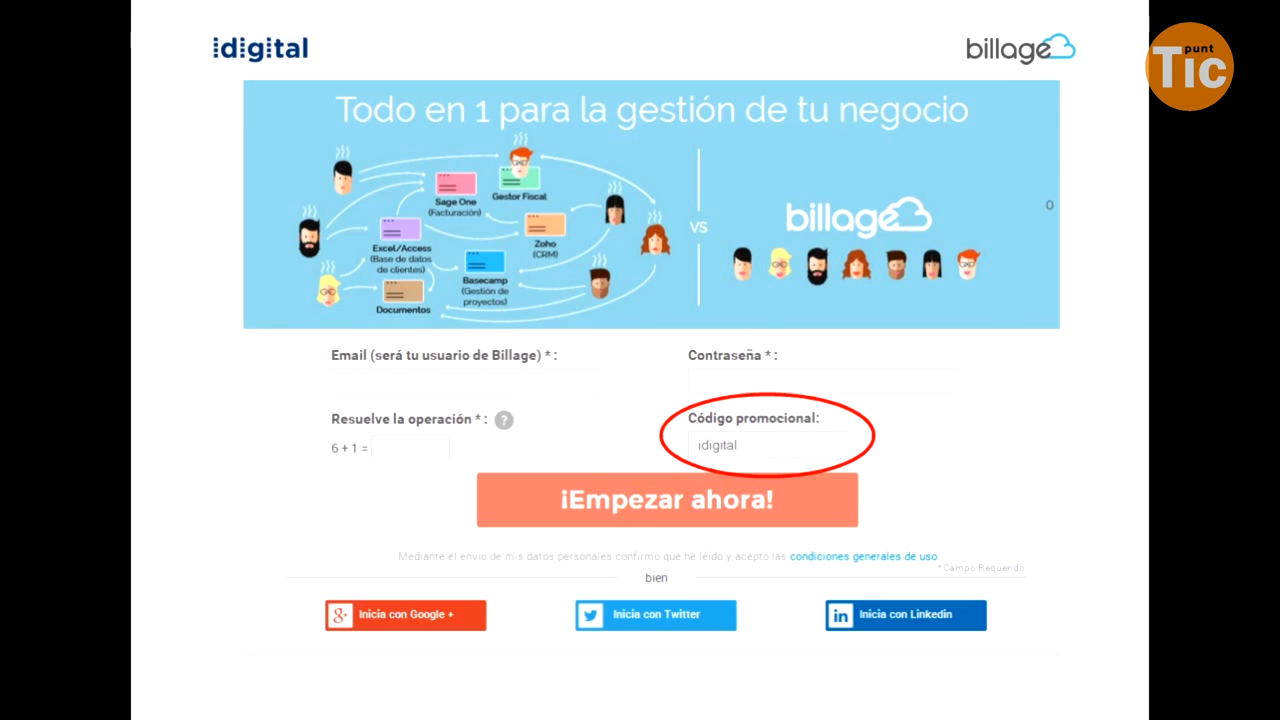 idigital
billage
punt
Tic
Todo en 1 para la gestión de tu negocio
Sage One
(Facturación)
Gestor Fiscal
Excel/Access
(Base de datos
de clientes)
Zoho
(CRM)
Basecamp
(Gestión de
proyectos)
Documentos
VS
billage
0
Email (será tu usuario de Billage) * :
Contraseña * :
Resuelve la operación * : ?
6 + 1 =
Código promocional:
idigital
¡Empezar ahora!
Mediante el envio de mis datos personales confirmo que he leido y acepto las condiciones generales de uso
* Campo Requerido
bien
Inicia con Google +
Inicia con Twitter
in Inicia con Linkedin